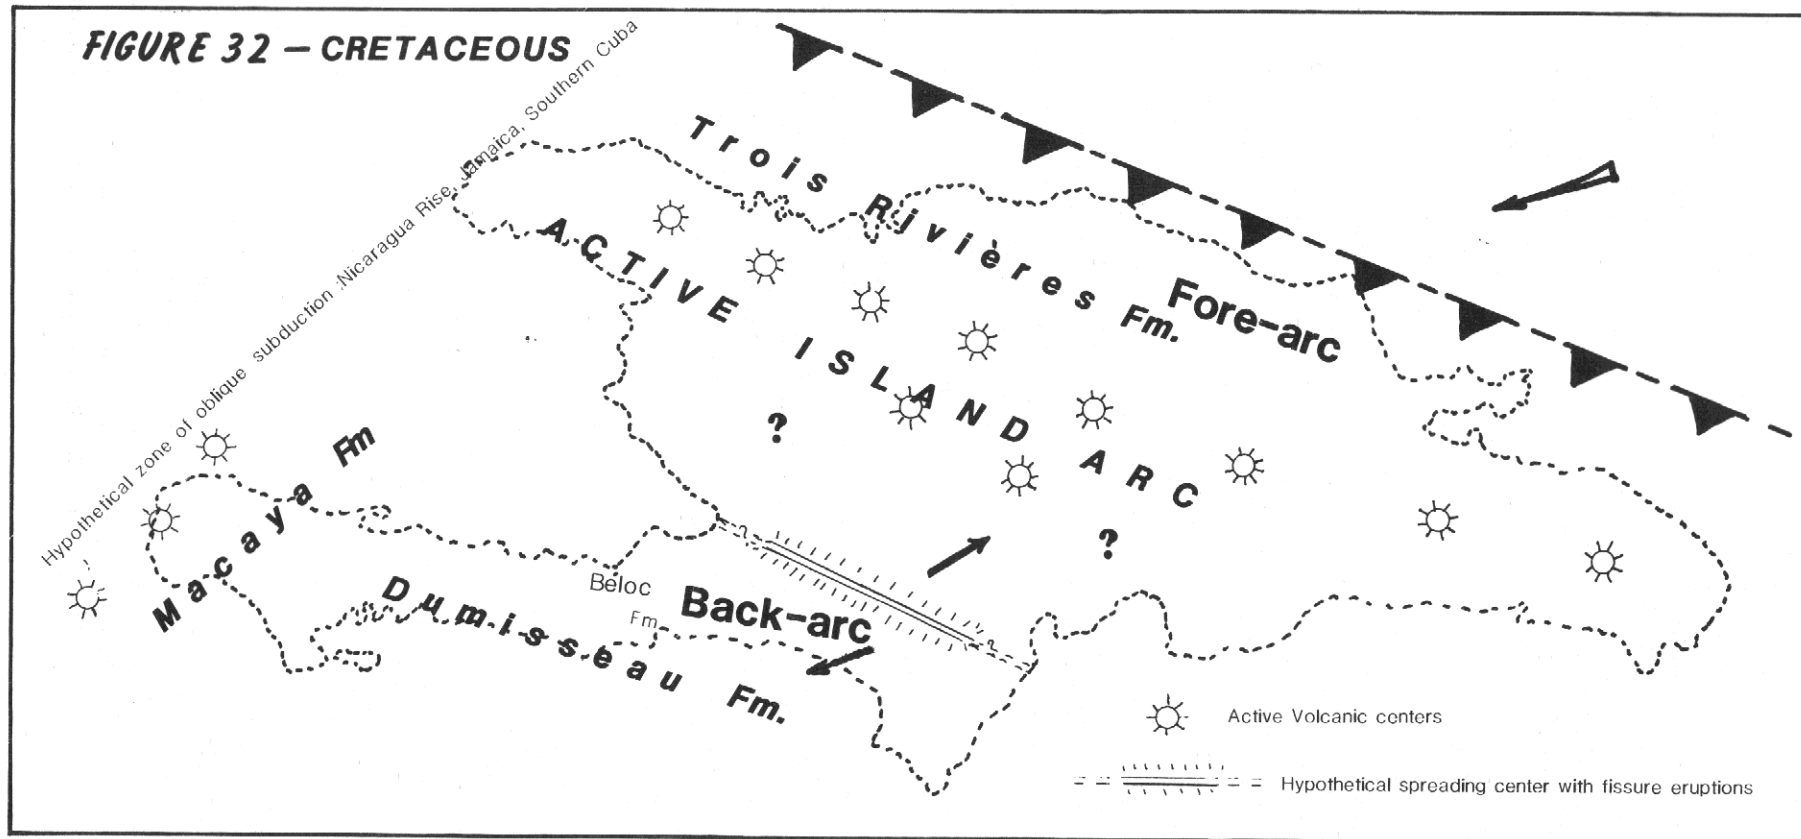 FIGURE 32 – CRETACEOUS
Hypothetical zone of oblique subduction :Nicaragua Rise, Jamaica, Southern Cuba
Trois Rivières Fm.
Fore-arc
ACTIVE ISLAND ARC
?
?
Macaya Fm
Beloc
Fm
Back-arc
Dumisseau Fm.
Active Volcanic centers
Hypothetical spreading center with fissure eruptions